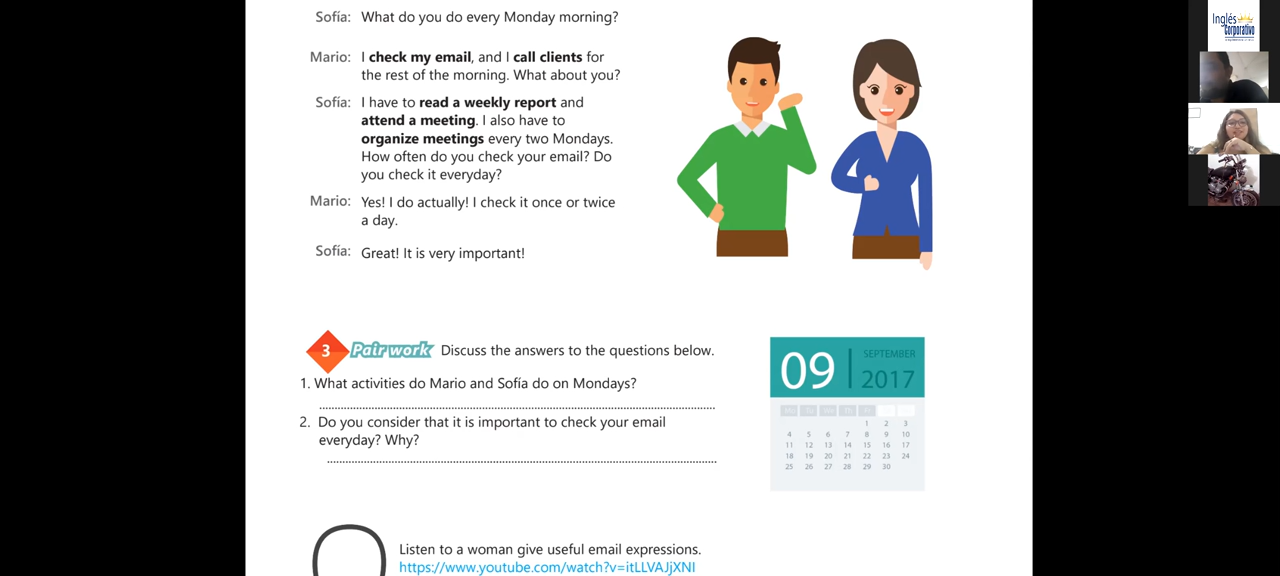 Sofía: What do you do every Monday morning?
Mario: I check my email, and I call clients for
the rest of the morning. What about you?
Sofía: I have to read a weekly report and
attend a meeting. I also have to
organize meetings every two Mondays.
How often do you check your email? Do
you check it everyday?
Mario: Yes! I do actually! I check it once or twice
a day.
Sofía: Great! It is very important!
3 Pair work Discuss the answers to the questions below.
1. What activities do Mario and Sofía do on Mondays?
2. Do you consider that it is important to check your email
everyday? Why?
09 SEPTEMBER
2017
Mo Tu We Th Fr
1 2 3
4 5 6 7 8 9 10
11 12 13 14 15 16 17
18 19 20 21 22 23 24
25 26 27 28 29 30
Listen to a woman give useful email expressions.
https://www.youtube.com/watch?v=itLLVAJjXNI
Inglés
corporativo